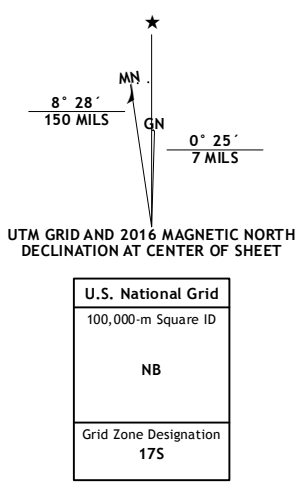 MN
8° 28´
150 MILS
GN
0° 25´
7 MILS
UTM GRID AND 2016 MAGNETIC NORTH
DECLINATION AT CENTER OF SHEET
U.S. National Grid
100,000-m Square ID
NB
Grid Zone Designation
17S